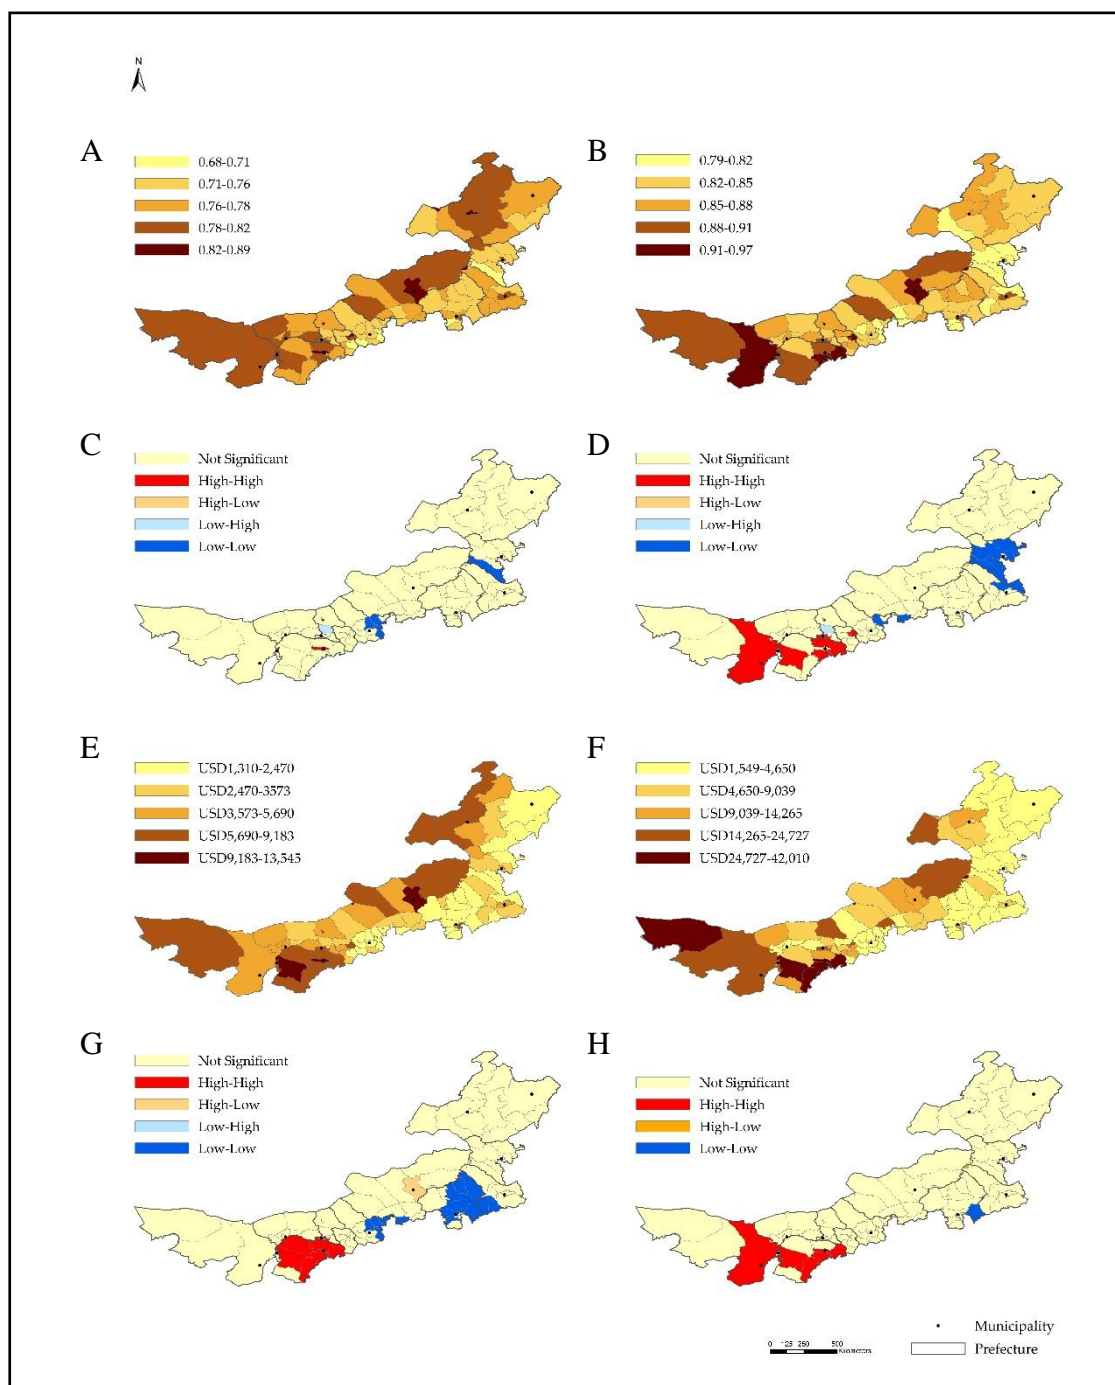 N
A
0.68-0.71
0.71-0.76
0.76-0.78
0.78-0.82
0.82-0.89
B
0.79-0.82
0.82-0.85
0.85-0.88
0.88-0.91
0.91-0.97
C
Not Significant
High-High
High-Low
Low-High
Low-Low
D
Not Significant
High-High
High-Low
Low-High
Low-Low
E
USD1,310-2,470
USD2,470-3573
USD3,573-5,690
USD5,690-9,183
USD9,183-13,545
F
USD1,549-4,650
USD4,650-9,039
USD9,039-14,265
USD14,265-24,727
USD24,727-42,010
G
Not Significant
High-High
High-Low
Low-High
Low-Low
H
Not Significant
High-High
High-Low
Low-Low
Municipality
Prefecture
0 125 250 500
Kilometers